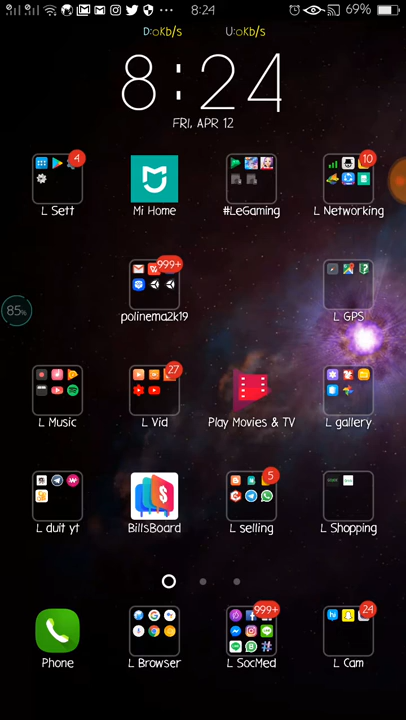 8:24
69%
D:0Kb/s U:0Kb/s
8:24
FRI, APR 12
4
10
L Sett Mi Home #LeGaming L Networking
999+
85%
polinema2k19 L GPS
27
L Music L Vid Play Movies & TV L gallery
5
L duit yt BillsBoard L selling L Shopping
999+ 24
Phone L Browser L SocMed L Cam